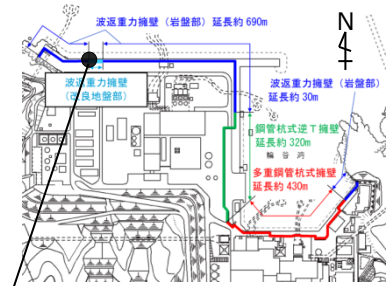 波返重力擁壁（岩盤部）延長約 690m
N
波返重力擁壁
（改良地盤部）
波返重力擁壁（岩盤部）
延長約 30m
鋼管杭式逆Ｔ擁壁
延長約 320m
輪谷湾
多重鋼管杭式擁壁
延長約 430m